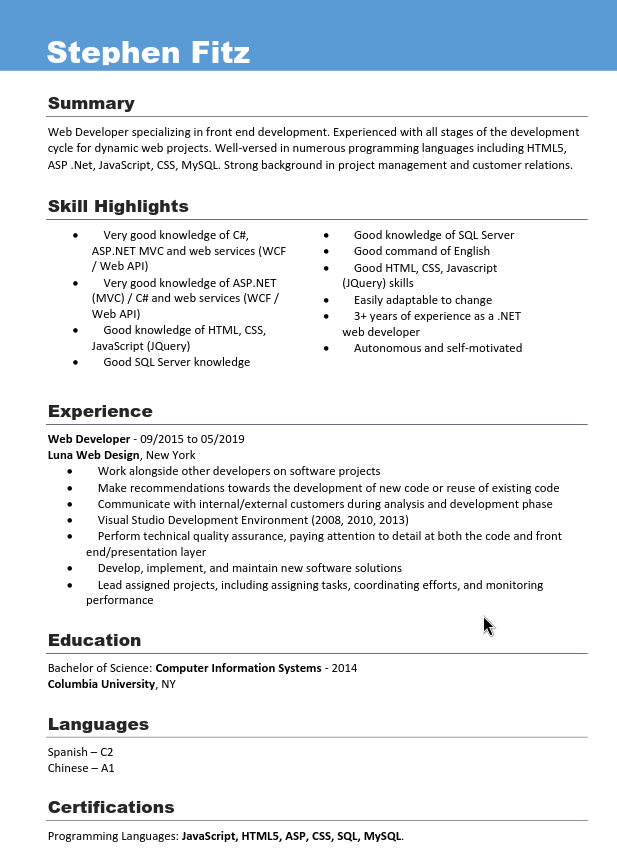 Stephen Fitz
Summary
Web Developer specializing in front end development. Experienced with all stages of the development
cycle for dynamic web projects. Well-versed in numerous programming languages including HTML5,
ASP .Net, JavaScript, CSS, MySQL. Strong background in project management and customer relations.
Skill Highlights
• Very good knowledge of C#,
ASP.NET MVC and web services (WCF
/ Web API)
• Very good knowledge of ASP.NET
(MVC) / C# and web services (WCF /
Web API)
• Good knowledge of HTML, CSS,
JavaScript (JQuery)
• Good SQL Server knowledge
• Good knowledge of SQL Server
• Good command of English
• Good HTML, CSS, Javascript
(JQuery) skills
• Easily adaptable to change
• 3+ years of experience as a .NET
web developer
• Autonomous and self-motivated
Experience
Web Developer - 09/2015 to 05/2019
Luna Web Design, New York
• Work alongside other developers on software projects
• Make recommendations towards the development of new code or reuse of existing code
• Communicate with internal/external customers during analysis and development phase
• Visual Studio Development Environment (2008, 2010, 2013)
• Perform technical quality assurance, paying attention to detail at both the code and front
end/presentation layer
• Develop, implement, and maintain new software solutions
• Lead assigned projects, including assigning tasks, coordinating efforts, and monitoring
performance
Education
Bachelor of Science: Computer Information Systems - 2014
Columbia University, NY
Languages
Spanish – C2
Chinese – A1
Certifications
Programming Languages: JavaScript, HTML5, ASP, CSS, SQL, MySQL.